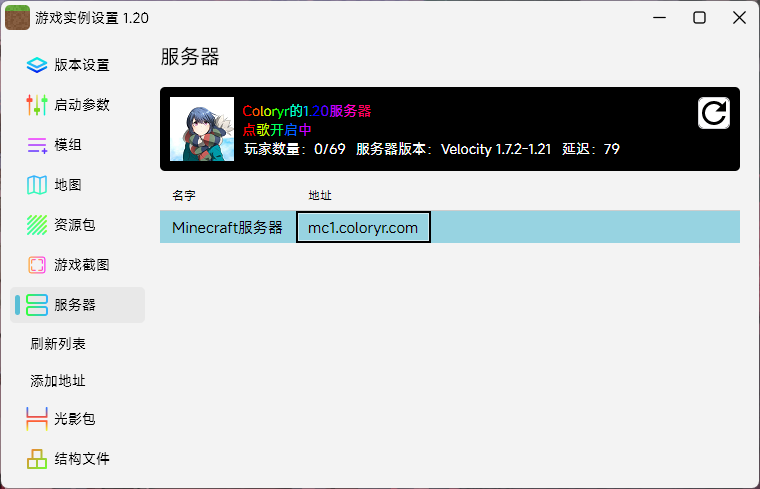 游戏实例设置 1.20
版本设置
启动参数
模组
地图
资源包
游戏截图
服务器
刷新列表
添加地址
光影包
结构文件
服务器
Coloryr的1.20服务器
点歌开启中
玩家数量：0/69 服务器版本：Velocity 1.7.2-1.21 延迟：79
名字 地址
Minecraft服务器 mc1.coloryr.com